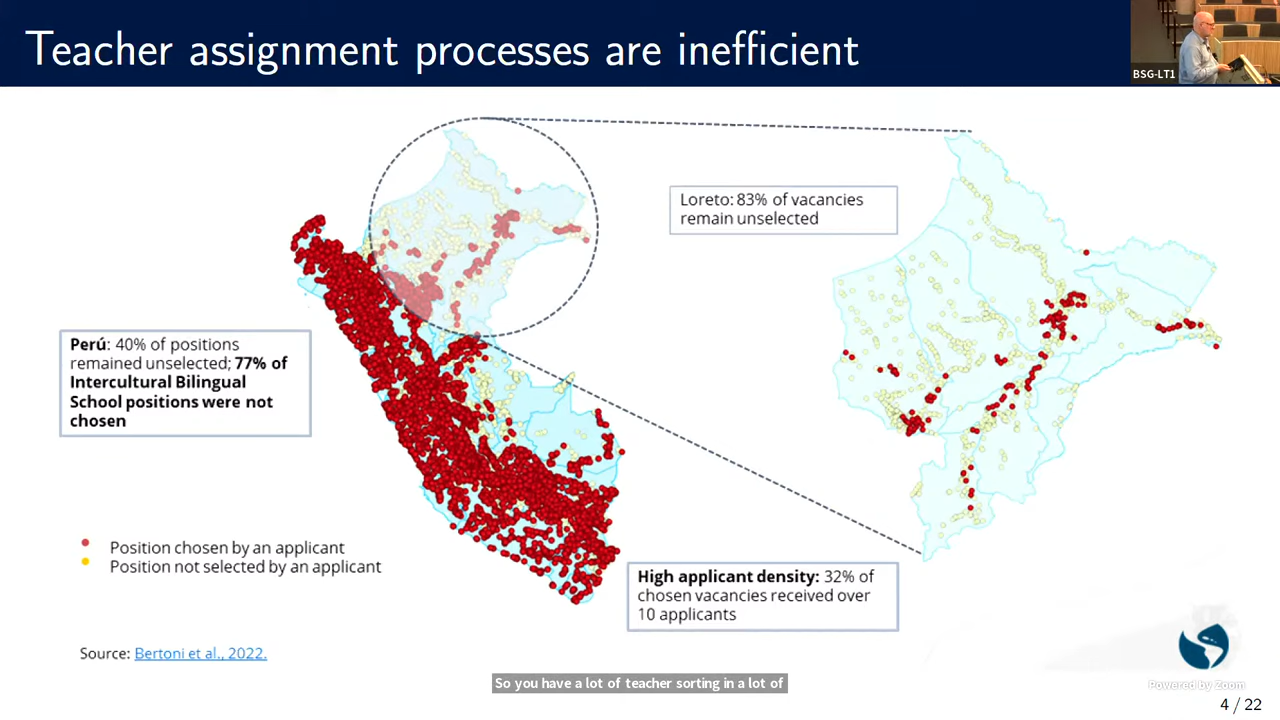 Teacher assignment processes are inefficient
BSG-LT1
Loreto: 83% of vacancies
remain unselected
Perú: 40% of positions
remained unselected; 77% of
Intercultural Bilingual
School positions were not
chosen
Position chosen by an applicant
Position not selected by an applicant
High applicant density: 32% of
chosen vacancies received over
10 applicants
Source: Bertoni et al., 2022.
So you have a lot of teacher sorting in a lot of
Powered by Zoom
4 / 22